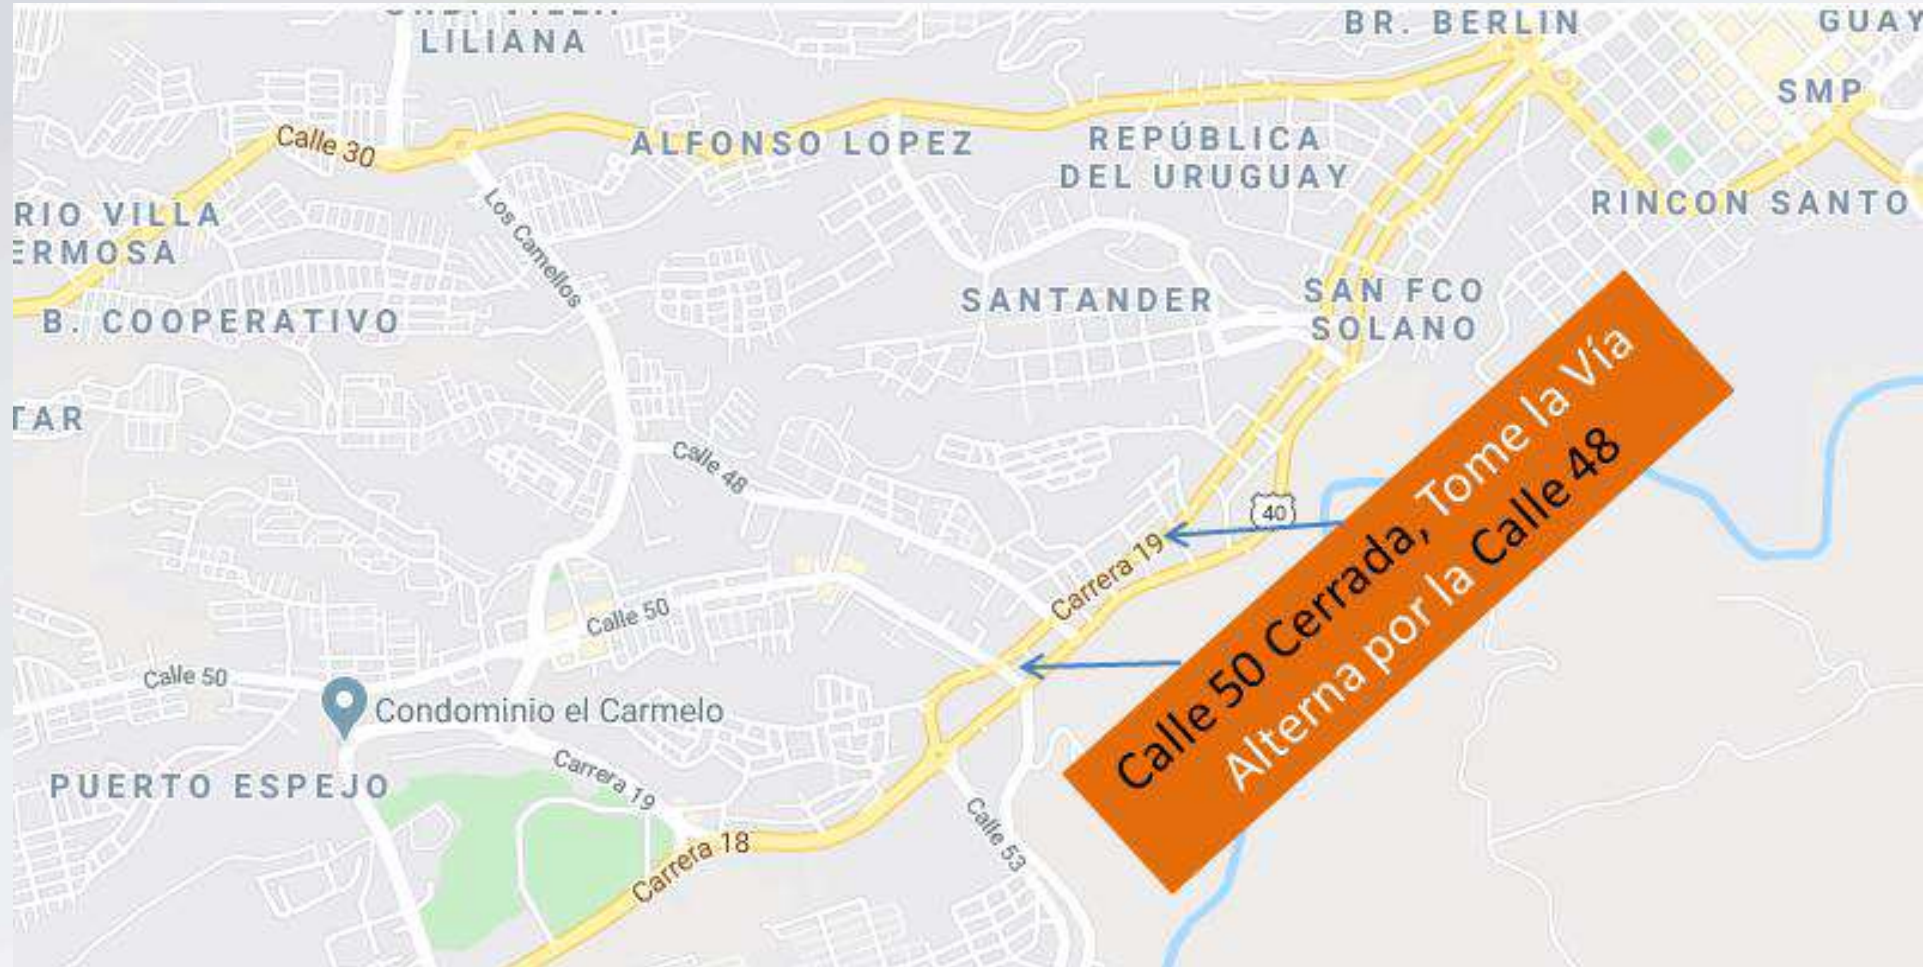 LILIANA
BR. BERLIN
GUAY
SMP
Calle 30
ALFONSO LOPEZ
REPÚBLICA
DEL URUGUAY
RINCON SANTO
RIO VILLA
ERMOSA
Los Camellos
B. COOPERATIVO
SANTANDER
SAN FCO
SOLANO
TAR
Calle 48
40
Carrera 19
Calle 50 Cerrada, Tome la Vía
Alterna por la Calle 48
Calle 50
Calle 50
Condominio el Carmelo
PUERTO ESPEJO
Carrera 19
Carrera 18
Calle 53